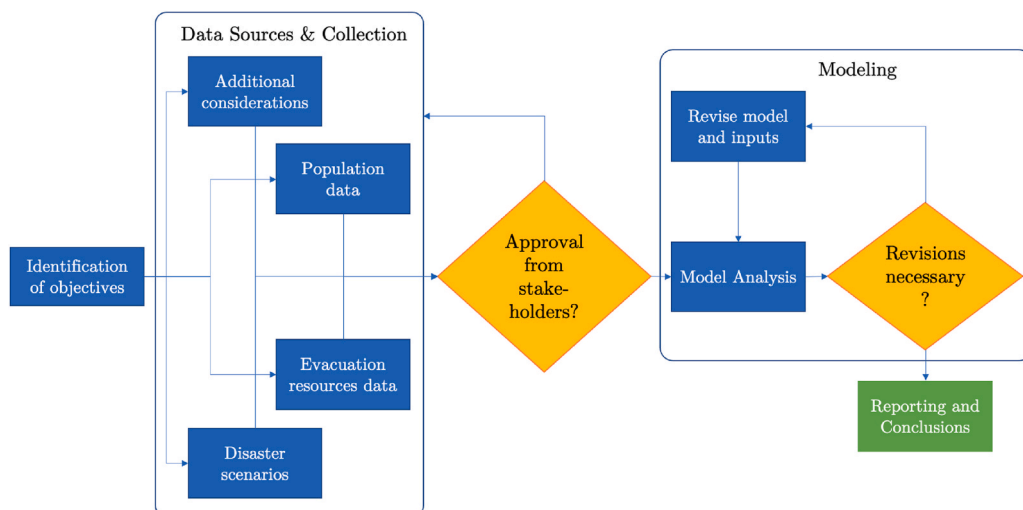 Data Sources & Collection
Additional
considerations
Population
data
Identification
of objectives
Evacuation
resources data
Disaster
scenarios
Approval
from
stake-
holders?
Modeling
Revise model
and inputs
Model Analysis
Revisions
necessary
?
Reporting and
Conclusions